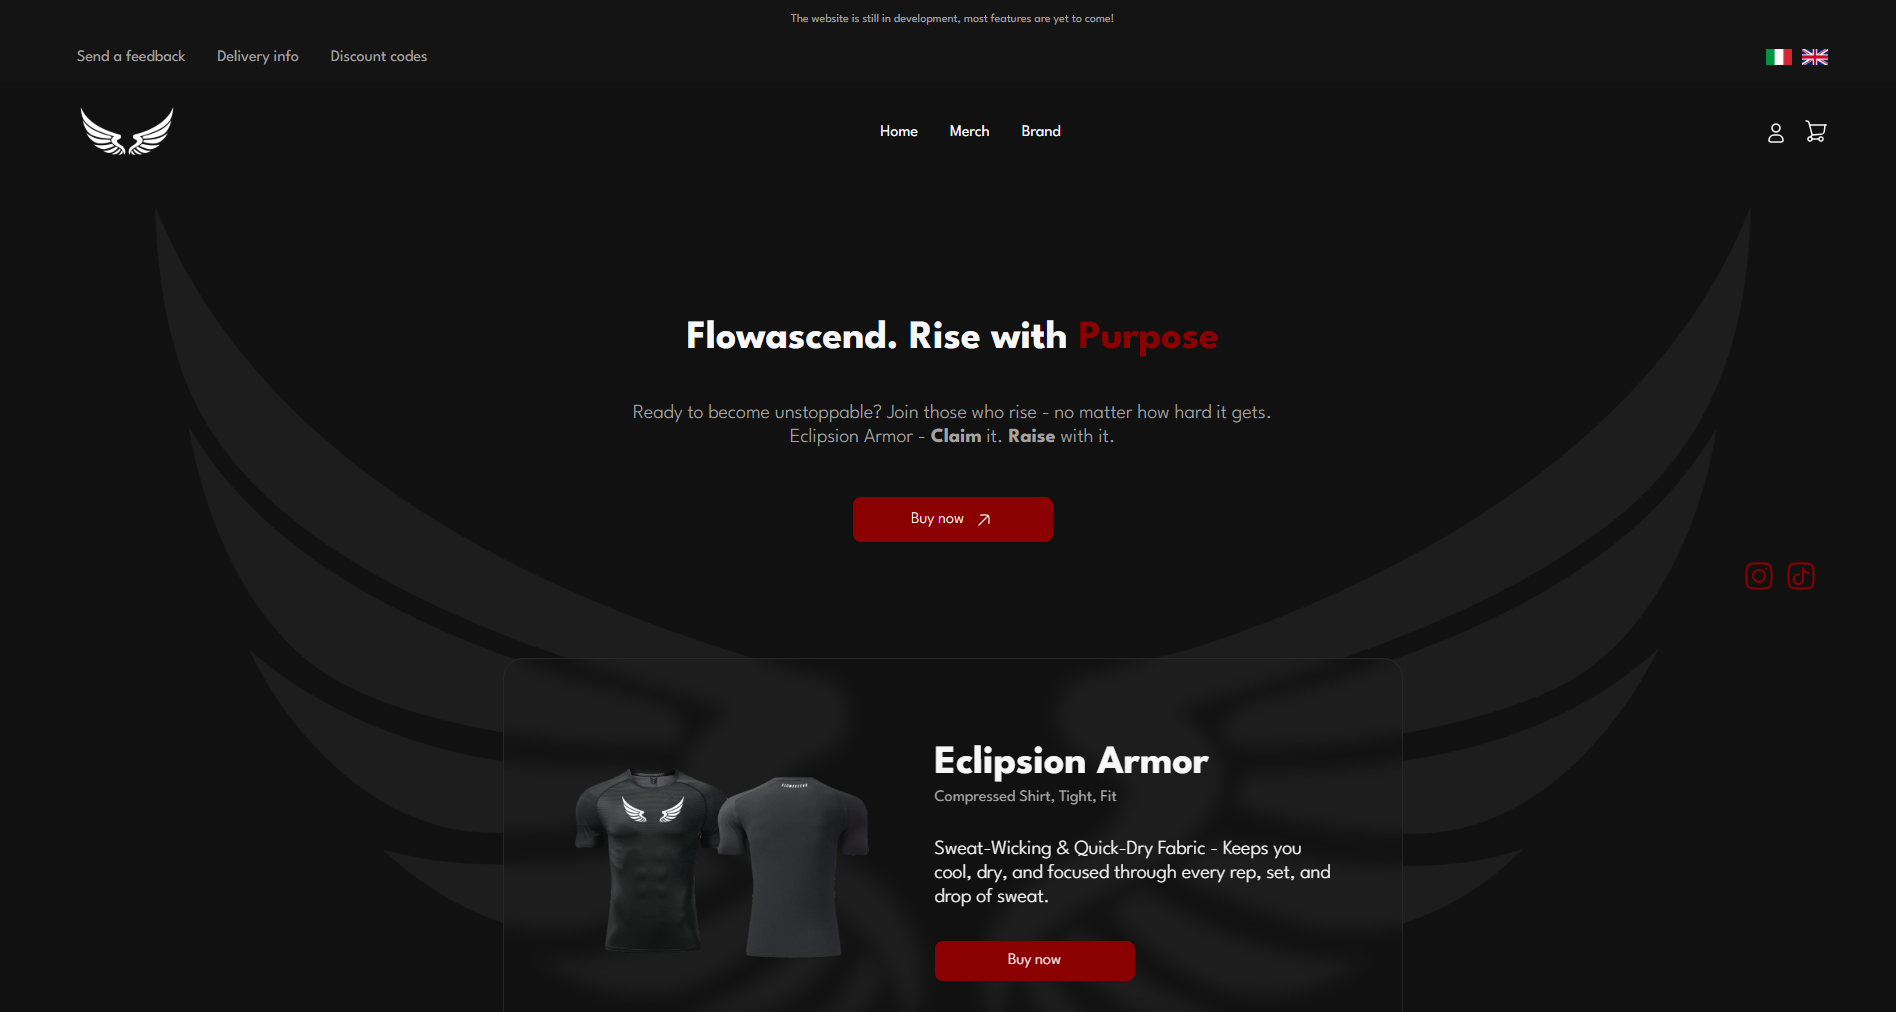 The website is still in development, most features are yet to come!
Send a feedback
Delivery info
Discount codes
Home
Merch
Brand
Flowascend. Rise with Purpose
Ready to become unstoppable? Join those who rise - no matter how hard it gets.
Eclipsion Armor - Claim it. Raise with it.
Buy now
Eclipsion Armor
Compressed Shirt, Tight, Fit
Sweat-Wicking & Quick-Dry Fabric - Keeps you
cool, dry, and focused through every rep, set, and
drop of sweat.
Buy now